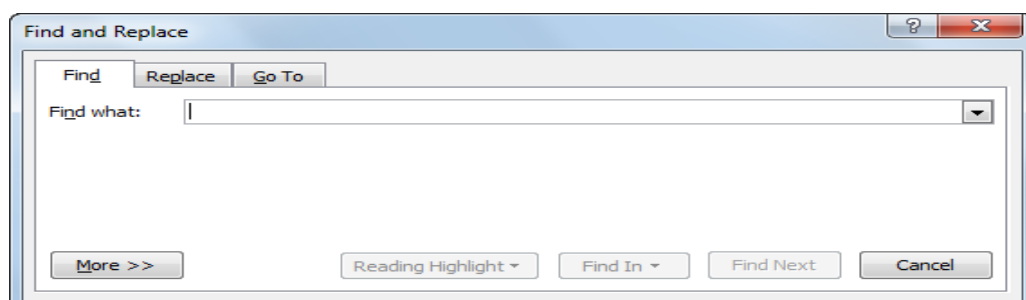 Find and Replace
Find Replace Go To
Find what:
More >> Reading Highlight Find In Find Next Cancel